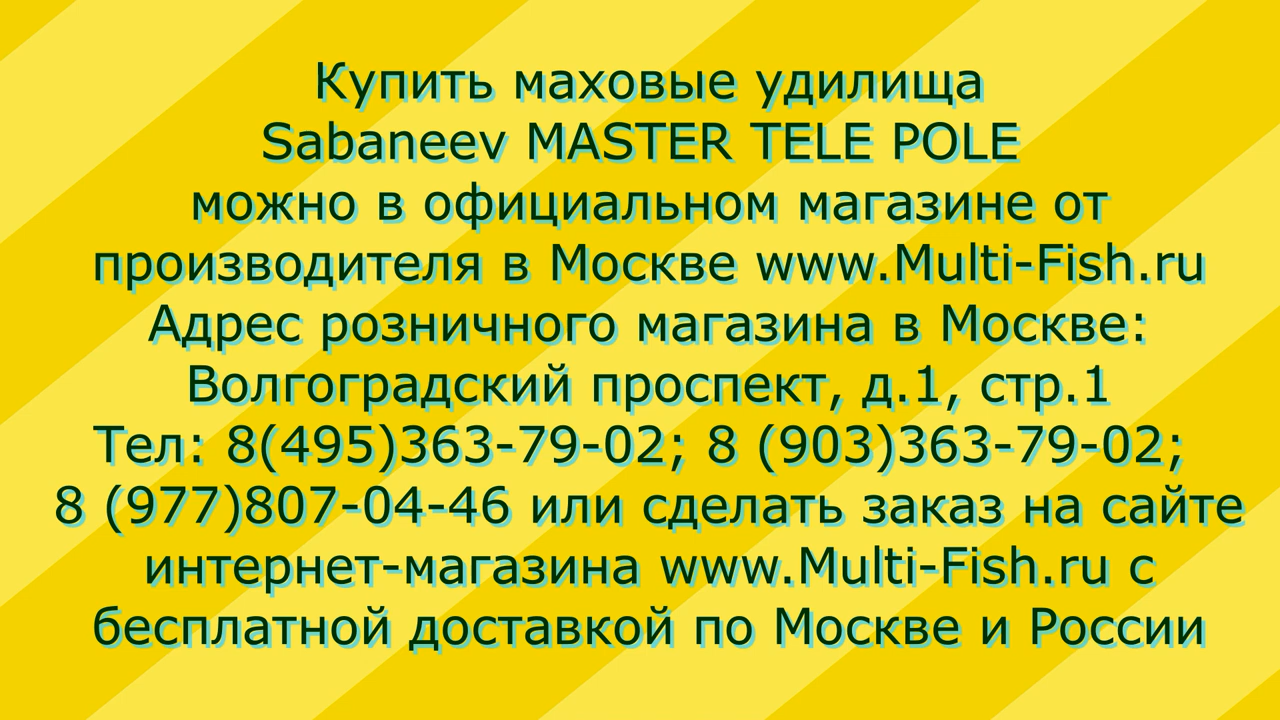 Купить маховые удилища
Sabaneev MASTER TELE POLE
можно в официальном магазине от
производителя в Москве www.Multi-Fish.ru
Адрес розничного магазина в Москве:
Волгоградский проспект, д.1, стр.1
Тел: 8(495)363-79-02; 8 (903)363-79-02;
8 (977)807-04-46 или сделать заказ на сайте
интернет-магазина www.Multi-Fish.ru с
бесплатной доставкой по Москве и России